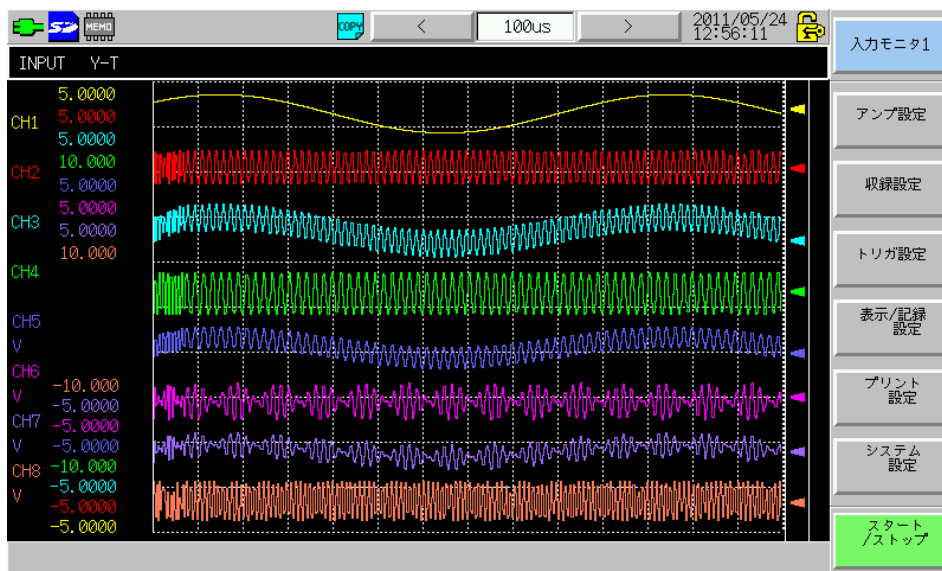 SD
MEMO
COPY
<
100us
>
2011/05/24
12:56:11
入力モニタ1
INPUT Y-T
5.0000
CH1 5.0000
5.0000
CH2 10.000
5.0000
5.0000
CH3 5.0000
10.000
CH4
CH5
V
CH6
-10.000
V -5.0000
CH7 -5.0000
V -5.0000
CH8 -10.000
V -5.0000
-5.0000
-5.0000
アンプ設定
収録設定
トリガ設定
表示/記録
設定
プリント
設定
システム
設定
スタート
/ストップ